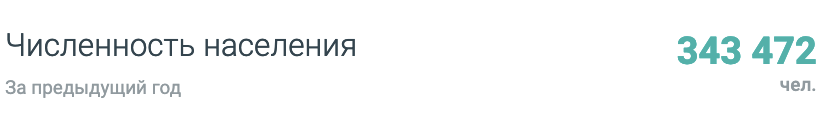 Численность населения
343 472
За предыдущий год
чел.